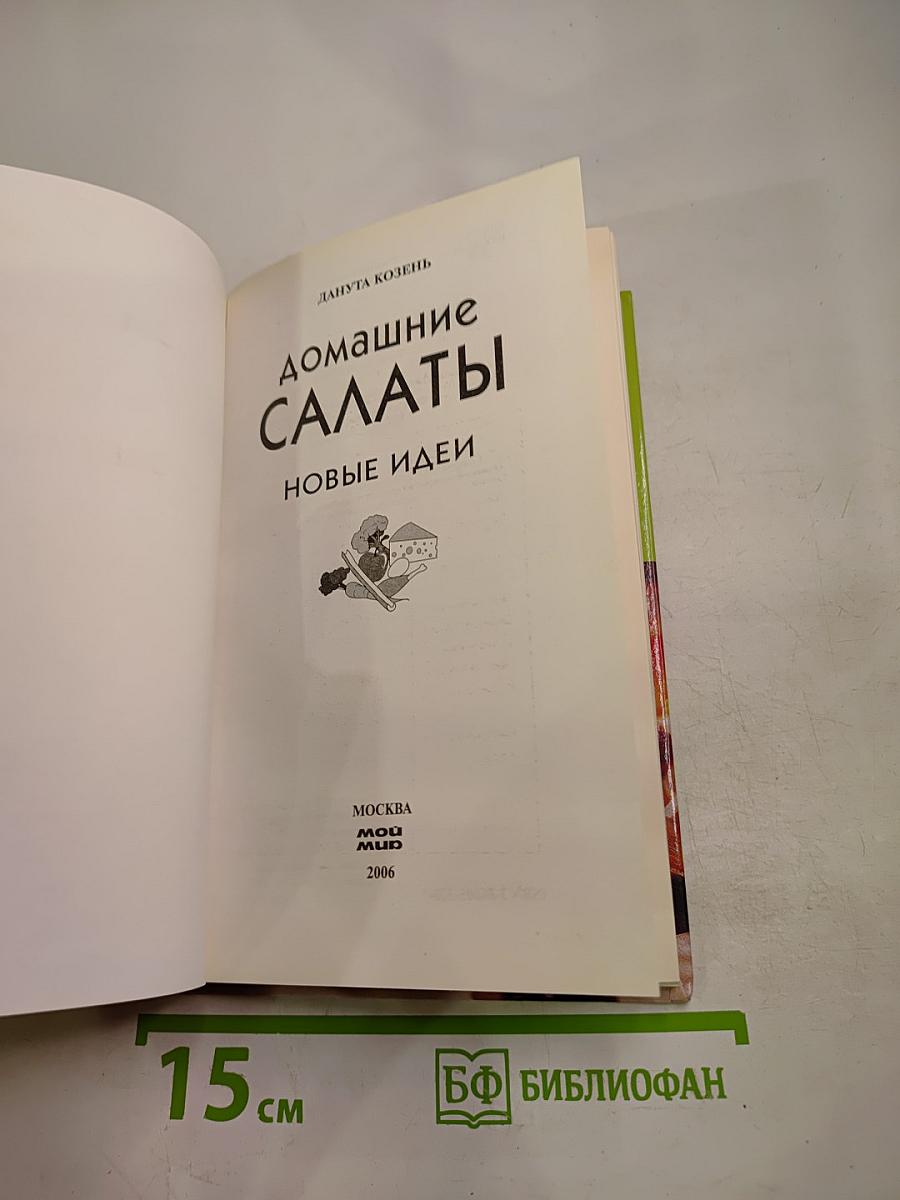 ДАНУТА КОЗЕНЬ
домашние
САЛАТЫ
НОВЫЕ ИДЕИ
МОСКВА
мой
мир
2006
15 см
БФ БИБЛИОФАН